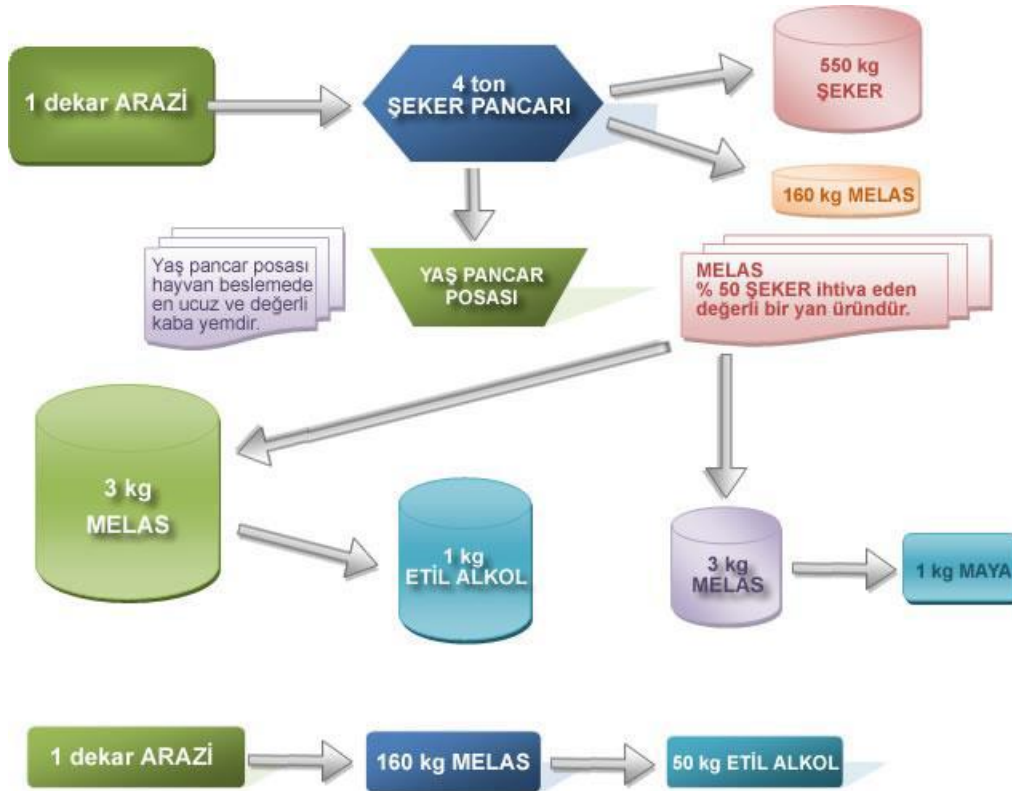 1 dekar ARAZİ
4 ton
ŞEKER PANCARI
550 kg
ŞEKER
160 kg MELAS
Yaş pancar posası
hayvan beslemede
en ucuz ve değerli
kaba yemdir.
YAŞ PANCAR
POSASI
MELAS
% 50 ŞEKER ihtiva eden
değerli bir yan üründür.
3 kg
MELAS
1 kg
ETİL ALKOL
3 kg
MELAS
1 kg MAYA
1 dekar ARAZİ
160 kg MELAS
50 kg ETİL ALKOL